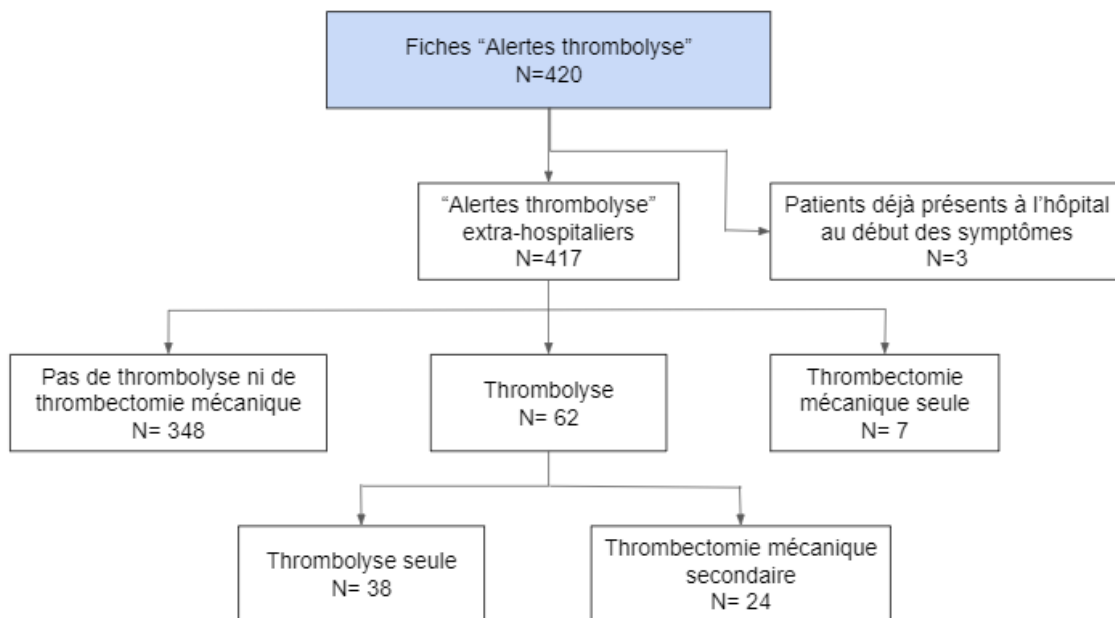 Fiches “Alertes thrombolyse”
N=420
“Alertes thrombolyse”
extra-hospitaliers
N=417
Patients déjà présents à l’hôpital
au début des symptômes
N=3
Pas de thrombolyse ni de
thrombectomie mécanique
N= 348
Thrombolyse
N= 62
Thrombectomie
mécanique seule
N= 7
Thrombolyse seule
N= 38
Thrombectomie mécanique
secondaire
N= 24